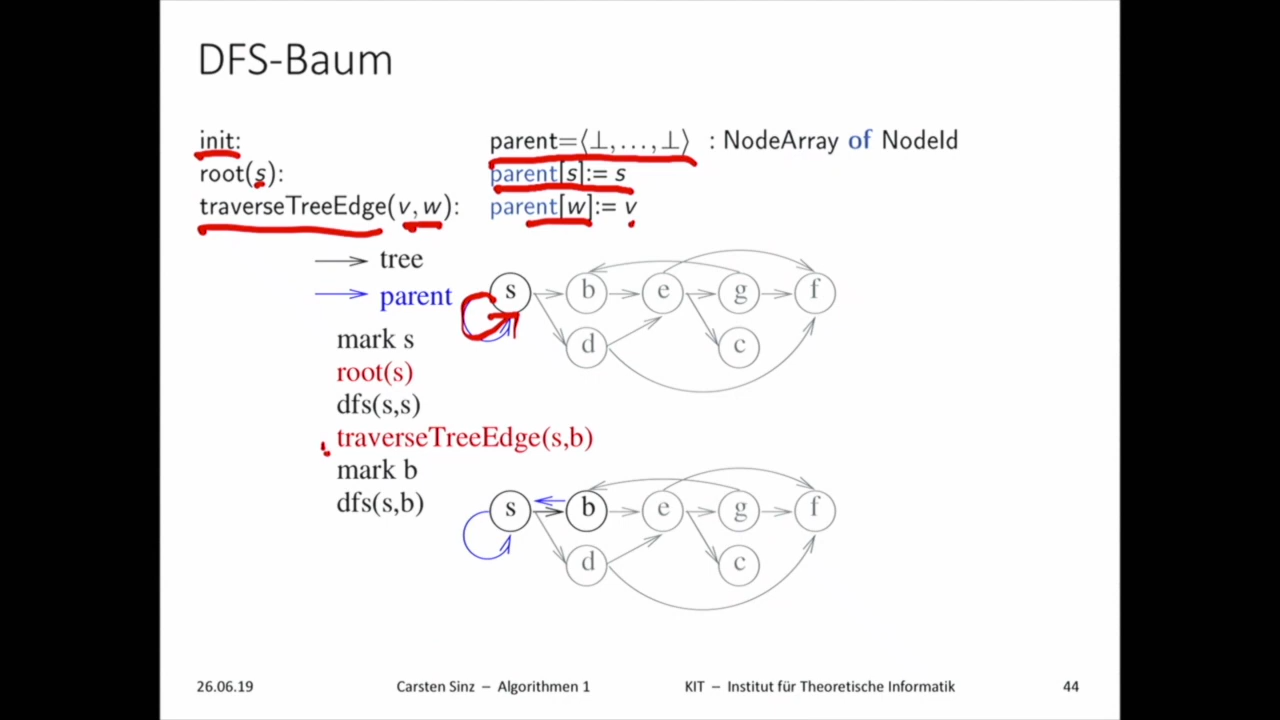 DFS-Baum
init: parent=⟨⊥,…,⊥⟩ : NodeArray of NodeId
root(s): parent[s]:= s
traverseTreeEdge(v,w): parent[w]:= v
tree
parent
s b e g f
d c
mark s
root(s)
dfs(s,s)
traverseTreeEdge(s,b)
mark b
dfs(s,b)
s b e g f
d c
26.06.19 Carsten Sinz – Algorithmen 1 KIT – Institut für Theoretische Informatik 44